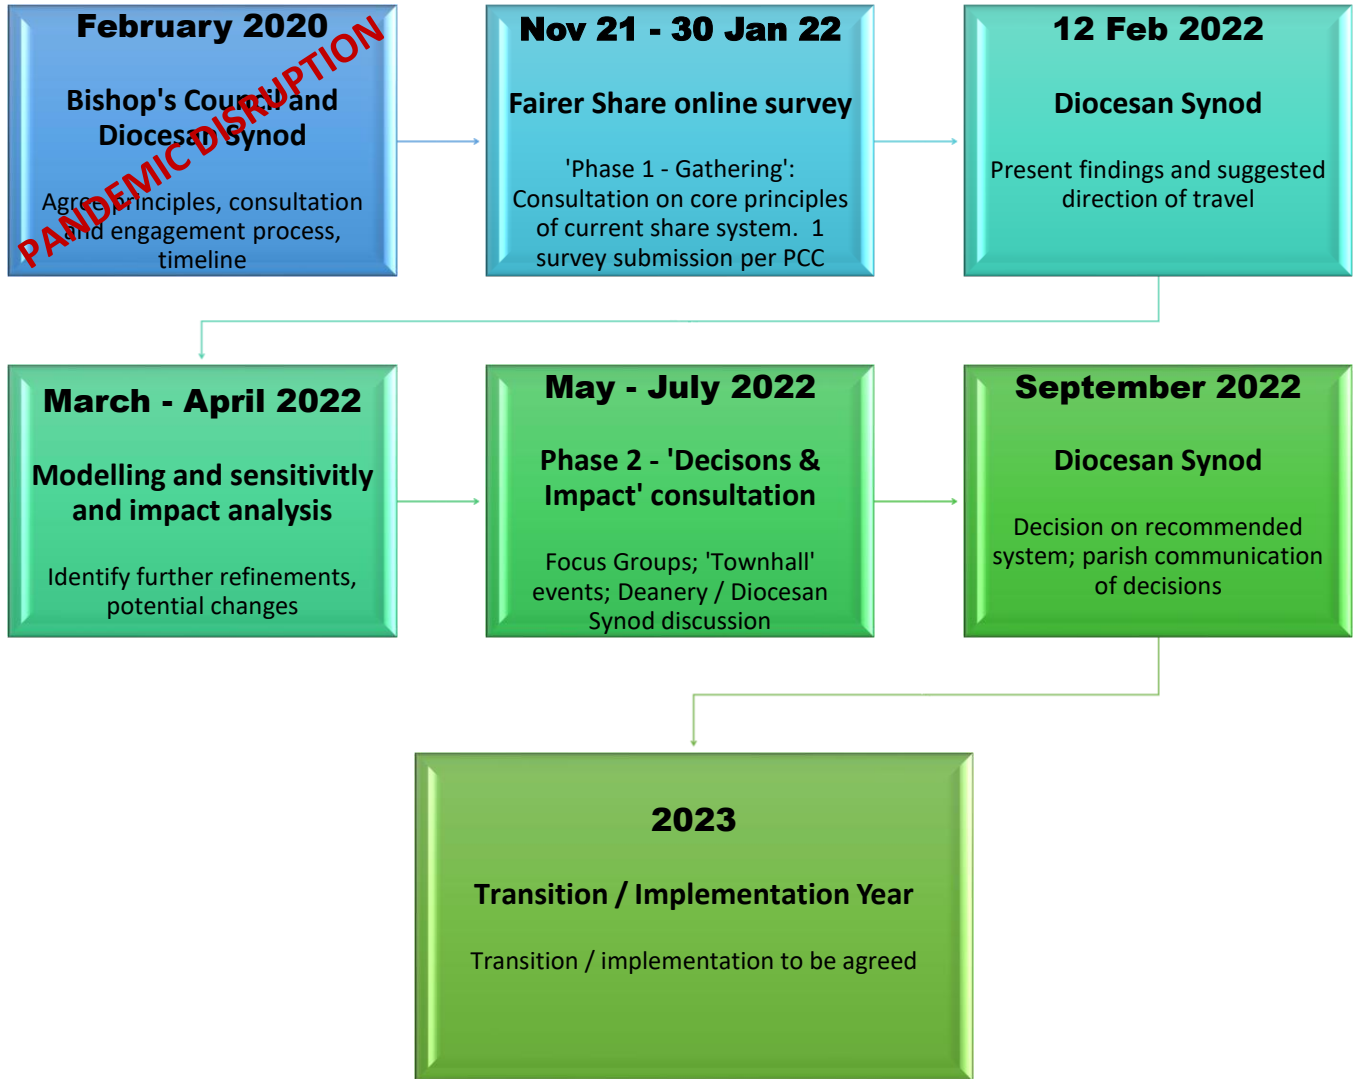 February 2020
Bishop's Council and
Diocesan Synod
Agree principles, consultation
and engagement process,
timeline
PANDEMIC DISRUPTION
Nov 21 - 30 Jan 22
Fairer Share online survey
'Phase 1 - Gathering':
Consultation on core principles
of current share system.  1
survey submission per PCC
12 Feb 2022
Diocesan Synod
Present findings and suggested
direction of travel
March - April 2022
Modelling and sensitivitly
and impact analysis
Identify further refinements,
potential changes
May - July 2022
Phase 2 - 'Decisons &
Impact' consultation
Focus Groups; 'Townhall'
events; Deanery / Diocesan
Synod discussion
September 2022
Diocesan Synod
Decision on recommended
system; parish communication
of decisions
2023
Transition / Implementation Year
Transition / implementation to be agreed